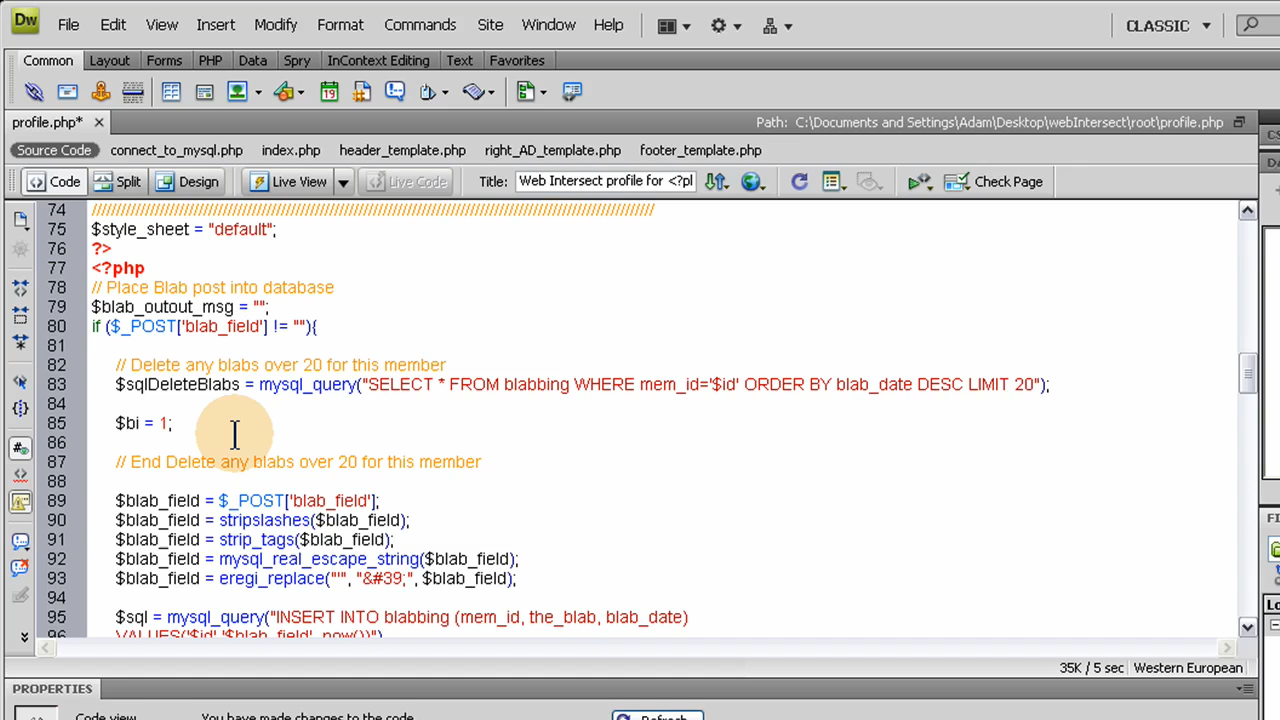 Dw File Edit View Insert Modify Format Commands Site Window Help CLASSIC
Common Layout Forms PHP Data Spry InContext Editing Text Favorites
profile.php* Path: C:\Documents and Settings\Adam\Desktop\webIntersect\root\profile.php
Source Code connect_to_mysql.php index.php header_template.php right_AD_template.php footer_template.php
Code Split Design Live View Live Code Title: Web Intersect profile for <?pl Check Page
74
75 $style_sheet = "default";
76 ?>
77 <?php
78 // Place Blab post into database
79 $blab_outout_msg = "";
80 if ($_POST['blab_field'] != ""){
81
82 // Delete any blabs over 20 for this member
83 $sqlDeleteBlabs = mysql_query("SELECT * FROM blabbing WHERE mem_id='$id' ORDER BY blab_date DESC LIMIT 20");
84
85 $bi = 1;
86
87 // End Delete any blabs over 20 for this member
88
89 $blab_field = $_POST['blab_field'];
90 $blab_field = stripslashes($blab_field);
91 $blab_field = strip_tags($blab_field);
92 $blab_field = mysql_real_escape_string($blab_field);
93 $blab_field = eregi_replace("'", "&#39;", $blab_field);
94
95 $sql = mysql_query("INSERT INTO blabbing (mem_id, the_blab, blab_date)
96 VALUES('$id','$blab_field', now())")
35K / 5 sec Western European
PROPERTIES
Code view You have made changes to the code. Refresh